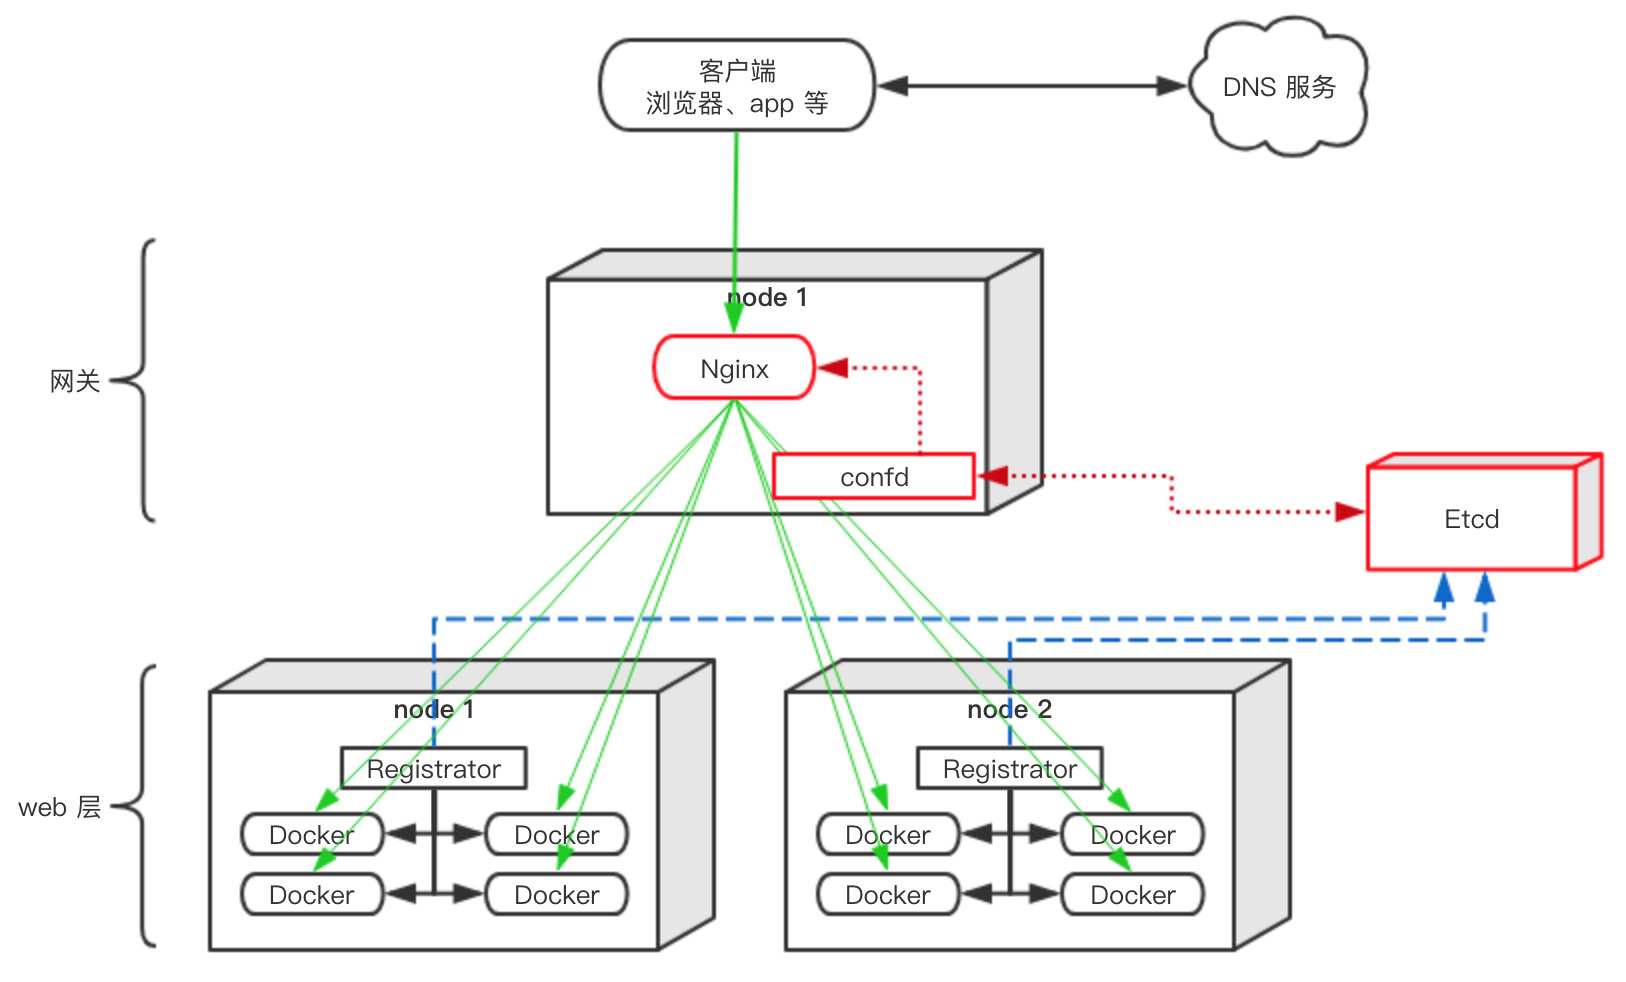 客户端
浏览器、app 等
DNS 服务
node 1
Nginx
网关
confd
Etcd
node 1
node 2
Registrator
Registrator
web 层
Docker
Docker
Docker
Docker
Docker
Docker
Docker
Docker